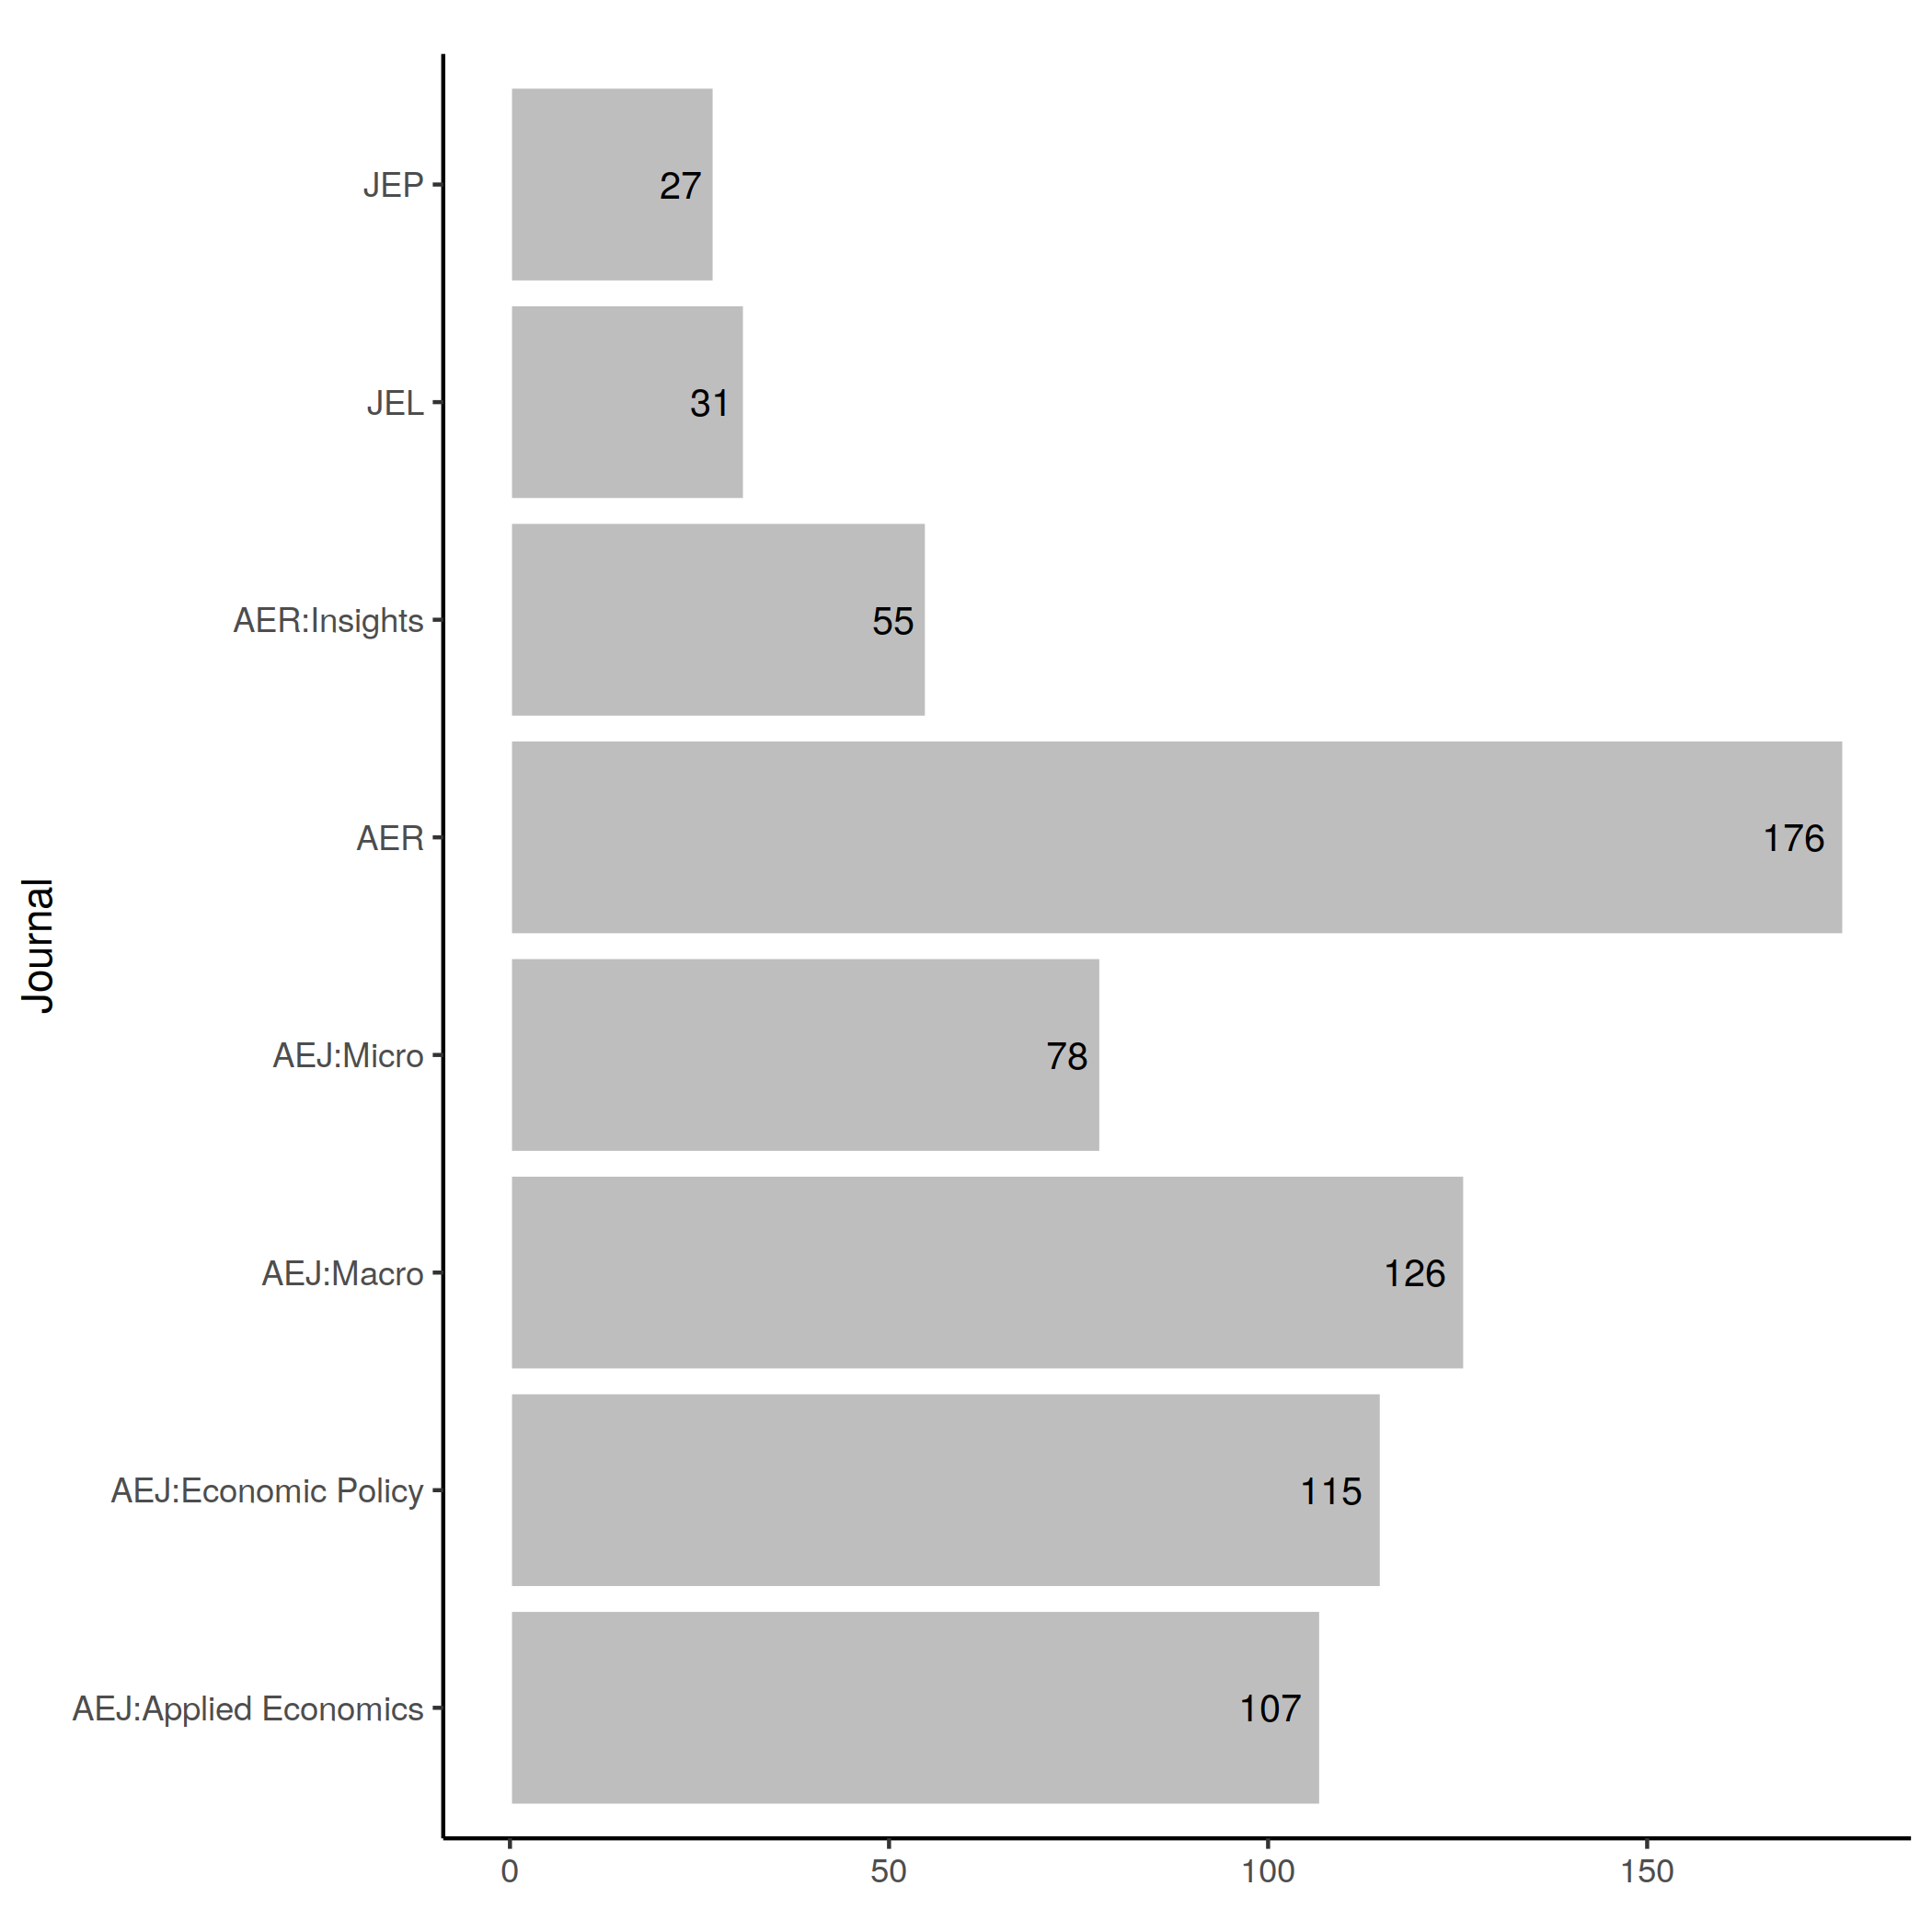 JEP
27
JEL
31
AER:Insights
55
AER
176
Journal
AEJ:Micro
78
AEJ:Macro
126
AEJ:Economic Policy
115
AEJ:Applied Economics
107
0 50 100 150